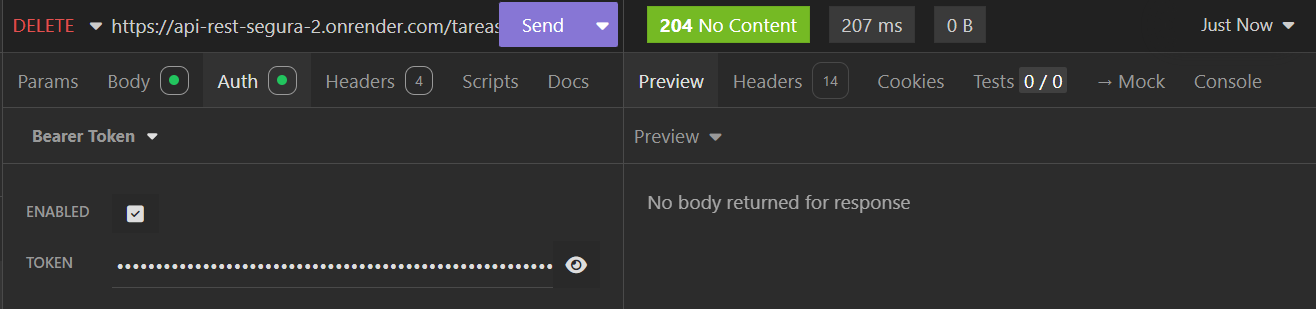 DELETE https://api-rest-segura-2.onrender.com/tareas Send 204 No Content 207 ms 0 B Just Now
Params Body Auth Headers 4 Scripts Docs Preview Headers 14 Cookies Tests 0 / 0 → Mock Console
Bearer Token Preview
ENABLED No body returned for response
TOKEN ••••••••••••••••••••••••••••••••••••••••••••••••••••••••